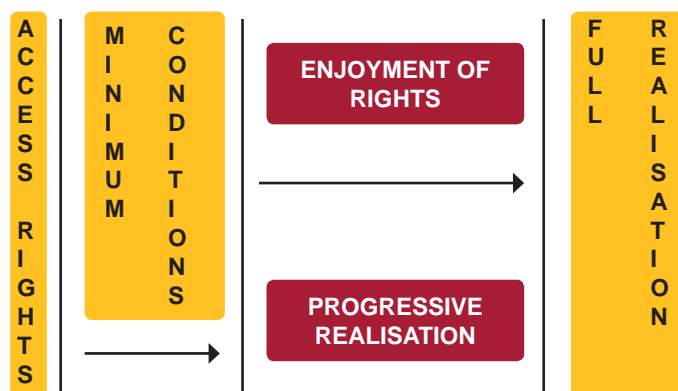 ACCESS RIGHTS
MINIMUM
CONDITIONS
ENJOYMENT OF
RIGHTS
PROGRESSIVE
REALISATION
FULL
REALISATION